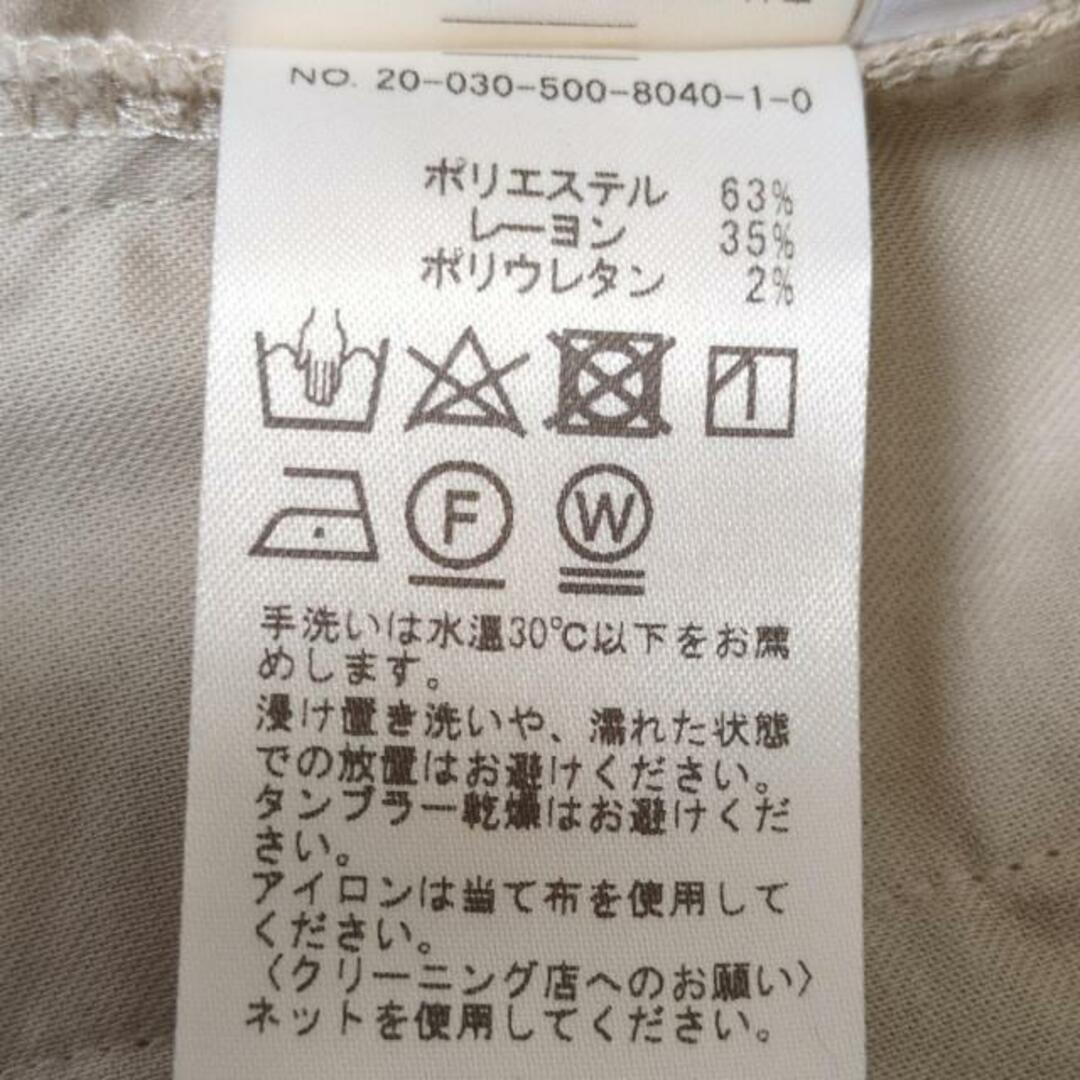 NO. 20-030-500-8040-1-0
ポリエステル 63%
レーヨン 35%
ポリウレタン 2%
F
W
手洗いは水温30℃以下をお薦
めします。
浸け置き洗いや、濡れた状態
での放置はお避けください。
タンブラー乾燥はお避けくだ
さい。
アイロンは当て布を使用して
ください。
〈クリーニング店へのお願い〉
ネットを使用してください。